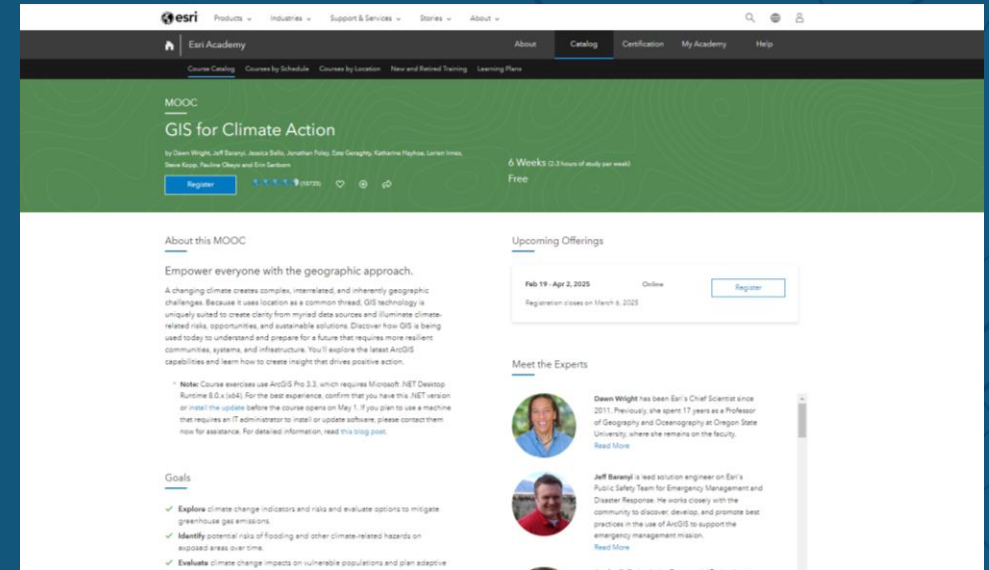 esri Products Industries Support & Services Stories About
Esri Academy About Catalog Certification My Academy Help
Course Catalog Courses by Schedule Courses by Location New and Retired Training Learning Plans
MOOC
GIS for Climate Action
by Dawn Wright, Jeff Baranyi, Jessica Jonathan Foley, Este Geraghty, Katharine Hayhoe, Lorien Innes,
Steve Kopp, Pauline Okeyo and Erin Sanborn
6 Weeks (2-3 hours of study per week)
Free
Register
About this MOOC
Empower everyone with the geographic approach.
A changing climate creates complex, interrelated, and inherently geographic
challenges. Because it uses location as a common thread, GIS technology is
uniquely suited to create clarity from myriad data sources and illuminate climate-
related risks, opportunities, and sustainable solutions. Discover how GIS is being
used today to understand and prepare for a future that requires more resilient
communities, systems, and infrastructure. You'll explore the latest ArcGIS
capabilities and learn how to create insight that drives positive action.
Note: Course exercises use ArcGIS Pro 3.3, which requires Microsoft .NET Desktop
Runtime 8.0.x (x64). For the best experience, confirm that you have this .NET version
or install the update before the course opens on May 1. If you plan to use a machine
that requires an IT administrator to install or update software, please contact them
now for assistance. For detailed information, read this blog post.
Goals
Explore climate change indicators and risks and evaluate options to mitigate
greenhouse gas emissions.
Identify potential risks of flooding and other climate-related hazards on
exposed areas over time.
Evaluate climate change impacts on vulnerable populations and plan adaptive
Upcoming Offerings
Feb 19 - Apr 2, 2025 Online Register
Registration closes on March 6, 2025
Meet the Experts
Dawn Wright has been Esri's Chief Scientist since
2011. Previously, she spent 17 years as a Professor
of Geography and Oceanography at Oregon State
University, where she remains on the faculty.
Read More
Jeff Baranyi is lead solution engineer on Esri's
Public Safety Team for Emergency Management and
Disaster Response. He works closely with the
community to discover, develop, and promote best
practices in the use of ArcGIS to support the
emergency management mission.
Read More